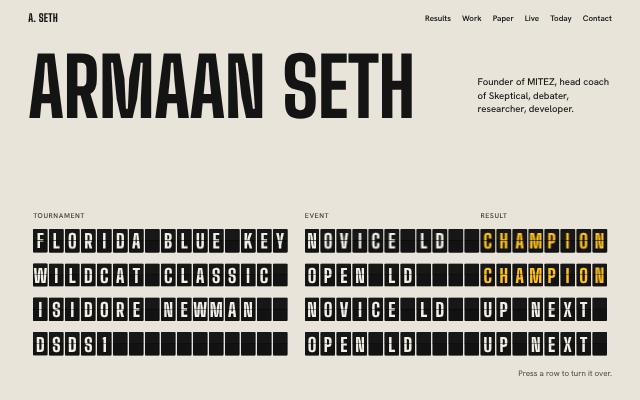 A. SETH
Results Work Paper Live Today Contact
ARMAAN SETH
Founder of MITEZ, head coach
of Skeptical, debater,
researcher, developer.
TOURNAMENT EVENT RESULT
FLORIDA BLUE KEY NOVICE LD CHAMPION
WILDCAT CLASSIC OPEN LD CHAMPION
ISIDORE NEWMAN NOVICE LD UP NEXT
DSDS1 OPEN LD UP NEXT
Press a row to turn it over.